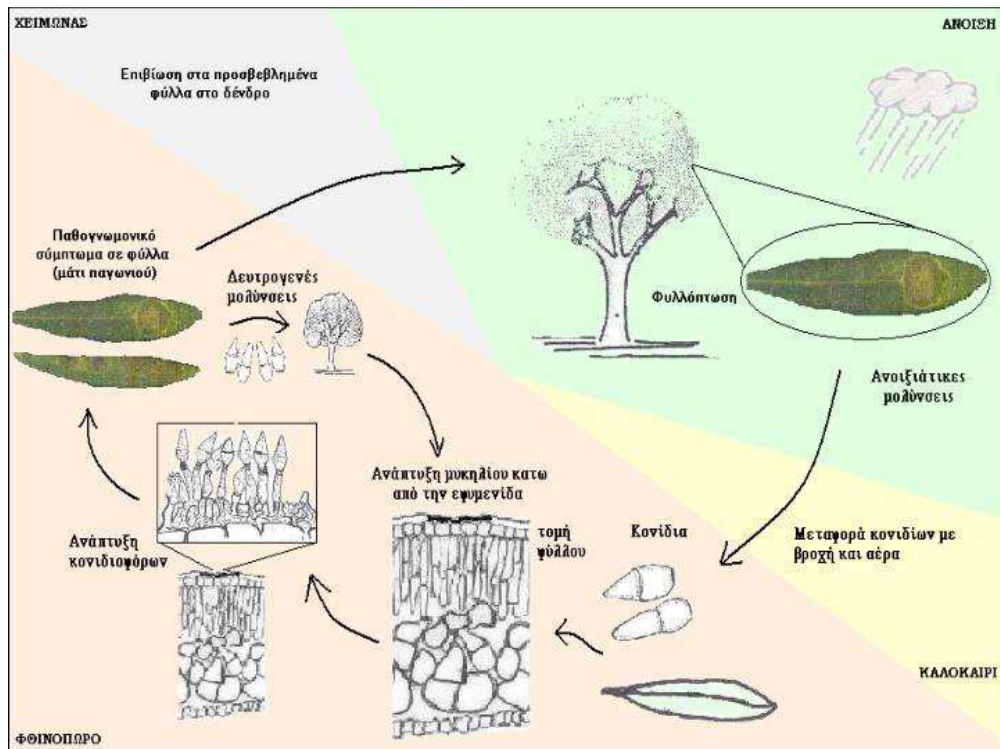 ΧΕΙΜΩΝΑΣ
ΑΝΟΙΞΗ
Επιβίωση στα προσβεβλημένα
φύλλα στο δένδρο
Παθογνωμονικό
σύμπτωμα σε φύλλα
(μάτι παγωνιού)
Δευτρογενές
μολύνσεις
Φυλλόπτωση
Ανοιξιάτικες
μολύνσεις
Ανάπτυξη μυκηλίου κατω
από την εφυμενίδα
τομή
φύλλου
Κονίδια
Μεταφορά κονιδίων με
βροχή και αέρα
Ανάπτυξη
κονιδιοφόρων
ΚΑΛΟΚΑΙΡΙ
ΦΘΙΝΟΠΩΡΟ